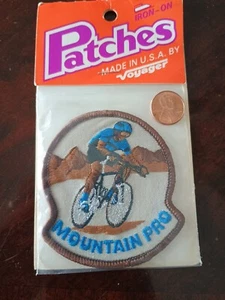 IRON-ON
Patches
MADE IN U.S.A. BY
Voyager
MOUNTAIN PRO